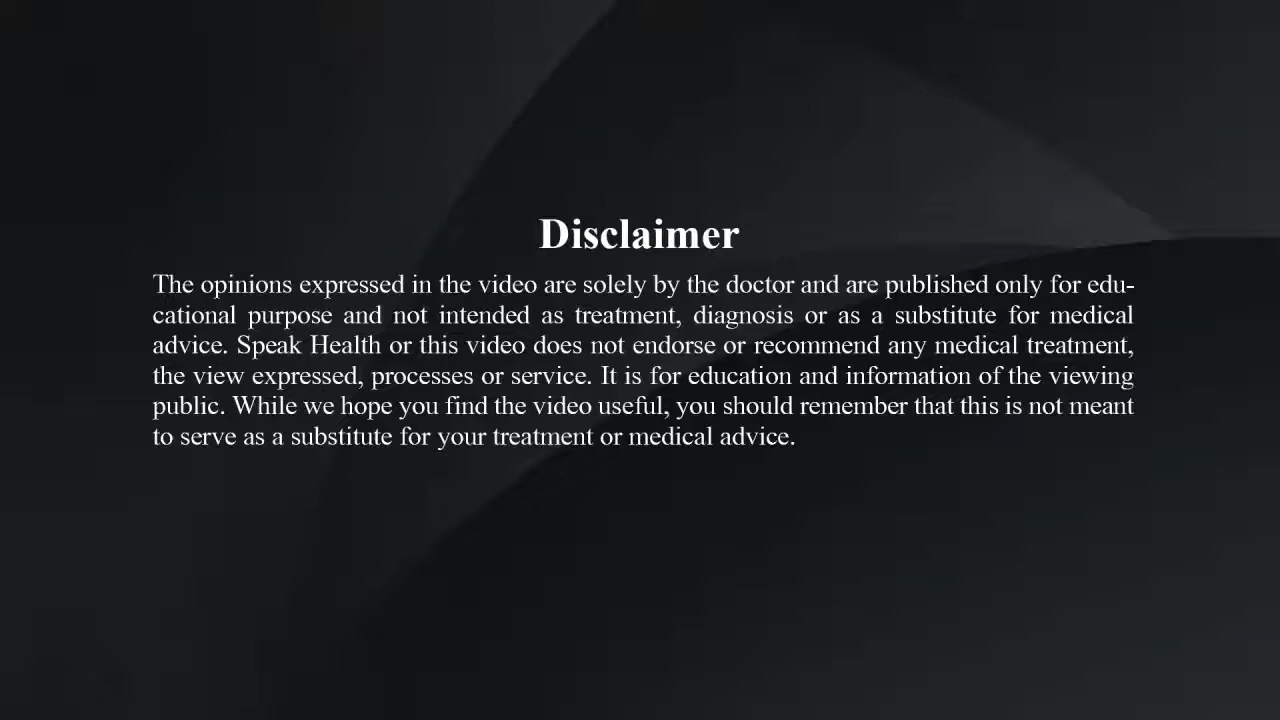 Disclaimer
The opinions expressed in the video are solely by the doctor and are published only for edu-
cational purpose and not intended as treatment, diagnosis or as a substitute for medical
advice. Speak Health or this video does not endorse or recommend any medical treatment,
the view expressed, processes or service. It is for education and information of the viewing
public. While we hope you find the video useful, you should remember that this is not meant
to serve as a substitute for your treatment or medical advice.